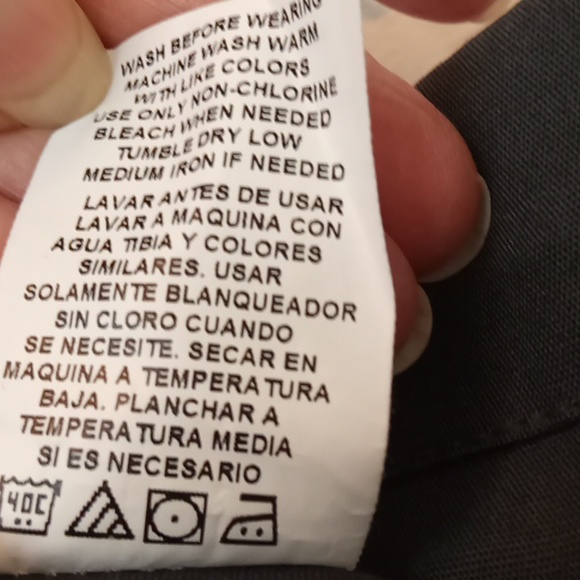 WASH BEFORE WEARING
MACHINE WASH WARM
WITH LIKE COLORS
USE ONLY NON-CHLORINE
BLEACH WHEN NEEDED
TUMBLE DRY LOW
MEDIUM IRON IF NEEDED
LAVAR ANTES DE USAR
LAVAR A MAQUINA CON
AGUA TIBIA Y COLORES
SIMILARES. USAR
SOLAMENTE BLANQUEADOR
SIN CLORO CUANDO
SE NECESITE. SECAR EN
MAQUINA A TEMPERATURA
BAJA. PLANCHAR A
TEMPERATURA MEDIA
SI ES NECESARIO
40C